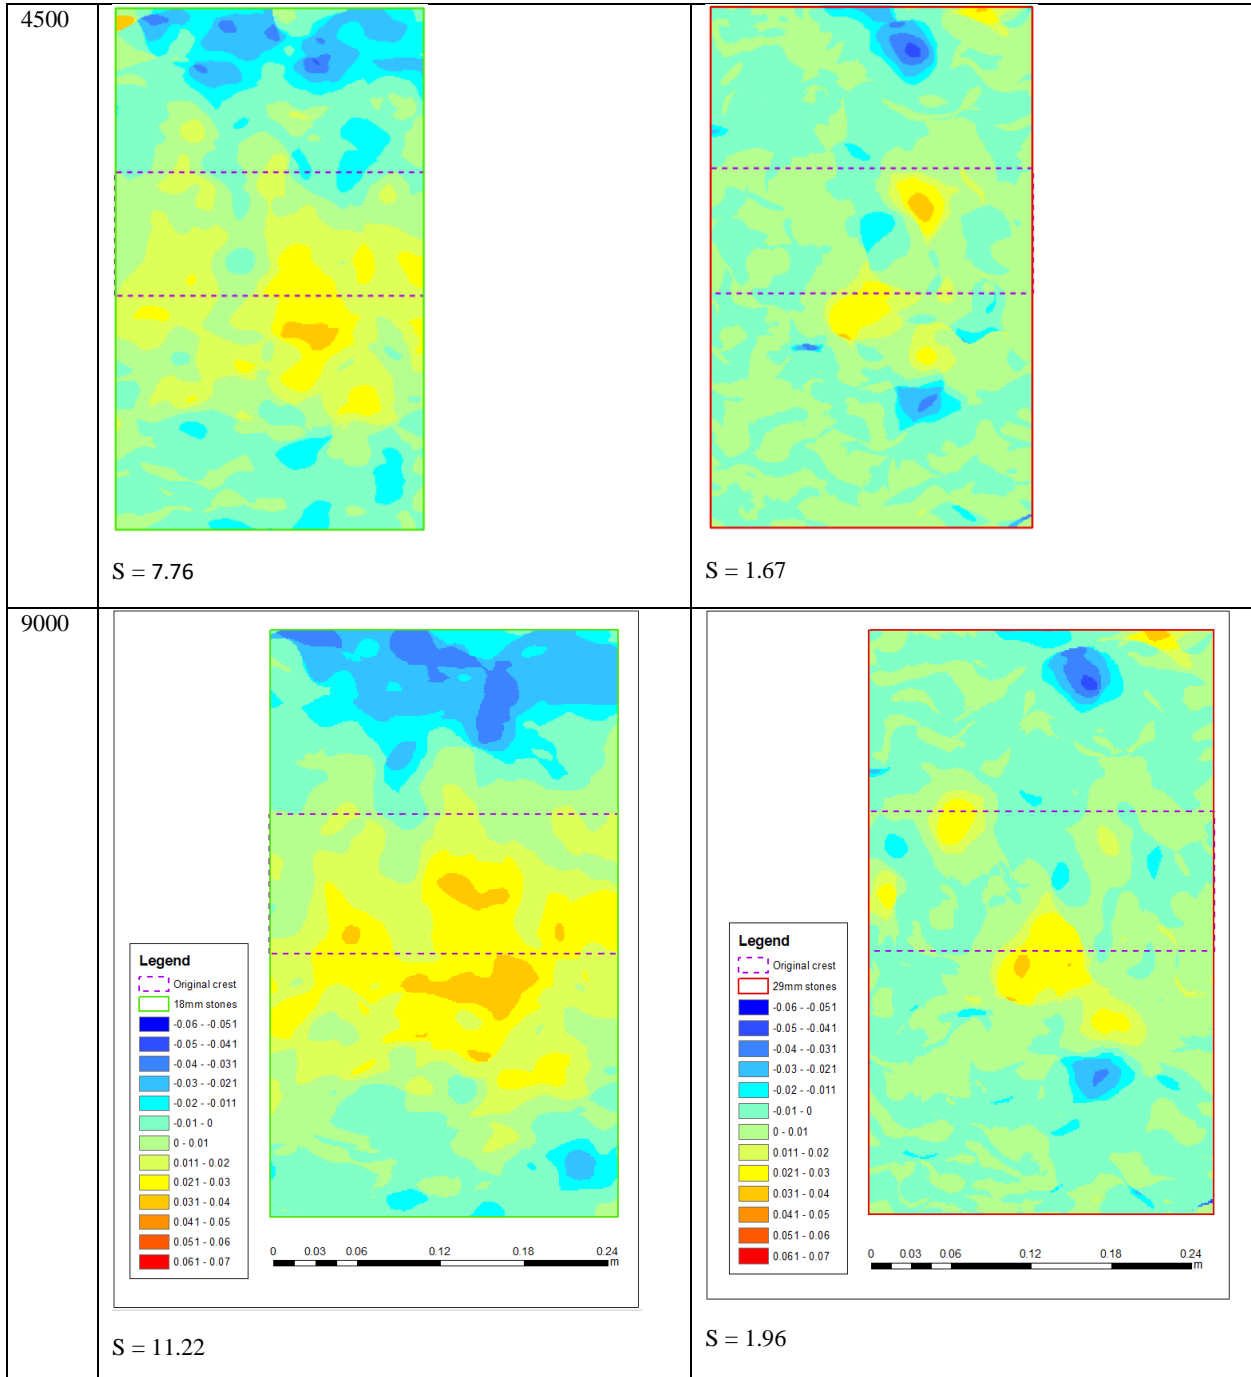 4500
S = 7.76
S = 1.67
9000
Legend
Original crest
18mm stones
-0.06 - -0.051
-0.05 - -0.041
-0.04 - -0.031
-0.03 - -0.021
-0.02 - -0.011
-0.01 - 0
0 - 0.01
0.011 - 0.02
0.021 - 0.03
0.031 - 0.04
0.041 - 0.05
0.051 - 0.06
0.061 - 0.07
0 0.03 0.06 0.12 0.18 0.24
m
S = 11.22
Legend
Original crest
29mm stones
-0.06 - -0.051
-0.05 - -0.041
-0.04 - -0.031
-0.03 - -0.021
-0.02 - -0.011
-0.01 - 0
0 - 0.01
0.011 - 0.02
0.021 - 0.03
0.031 - 0.04
0.041 - 0.05
0.051 - 0.06
0.061 - 0.07
0 0.03 0.06 0.12 0.18 0.24
m
S = 1.96